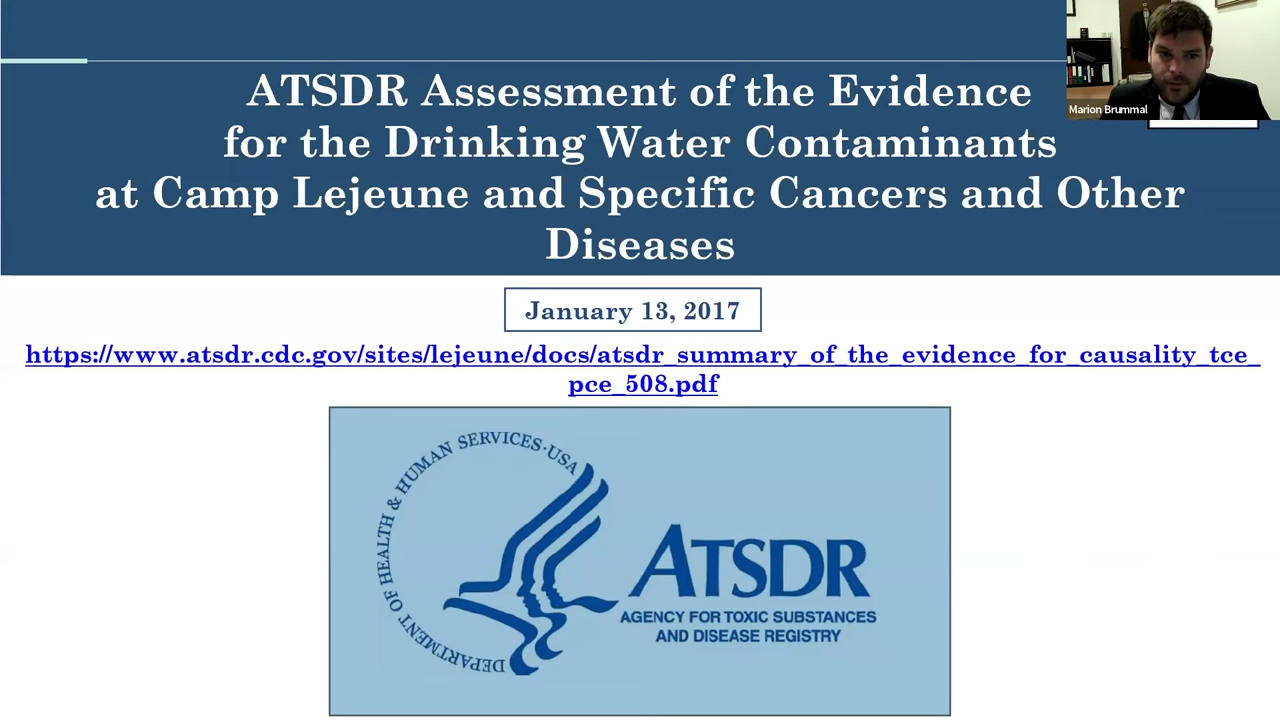 ATSDR Assessment of the Evidence
for the Drinking Water Contaminants
at Camp Lejeune and Specific Cancers and Other
Diseases
Marion Brummal
January 13, 2017
https://www.atsdr.cdc.gov/sites/lejeune/docs/atsdr_summary_of_the_evidence_for_causality_tce_
pce_508.pdf
DEPARTMENT OF HEALTH & HUMAN SERVICES·USA
ATSDR
AGENCY FOR TOXIC SUBSTANCES
AND DISEASE REGISTRY